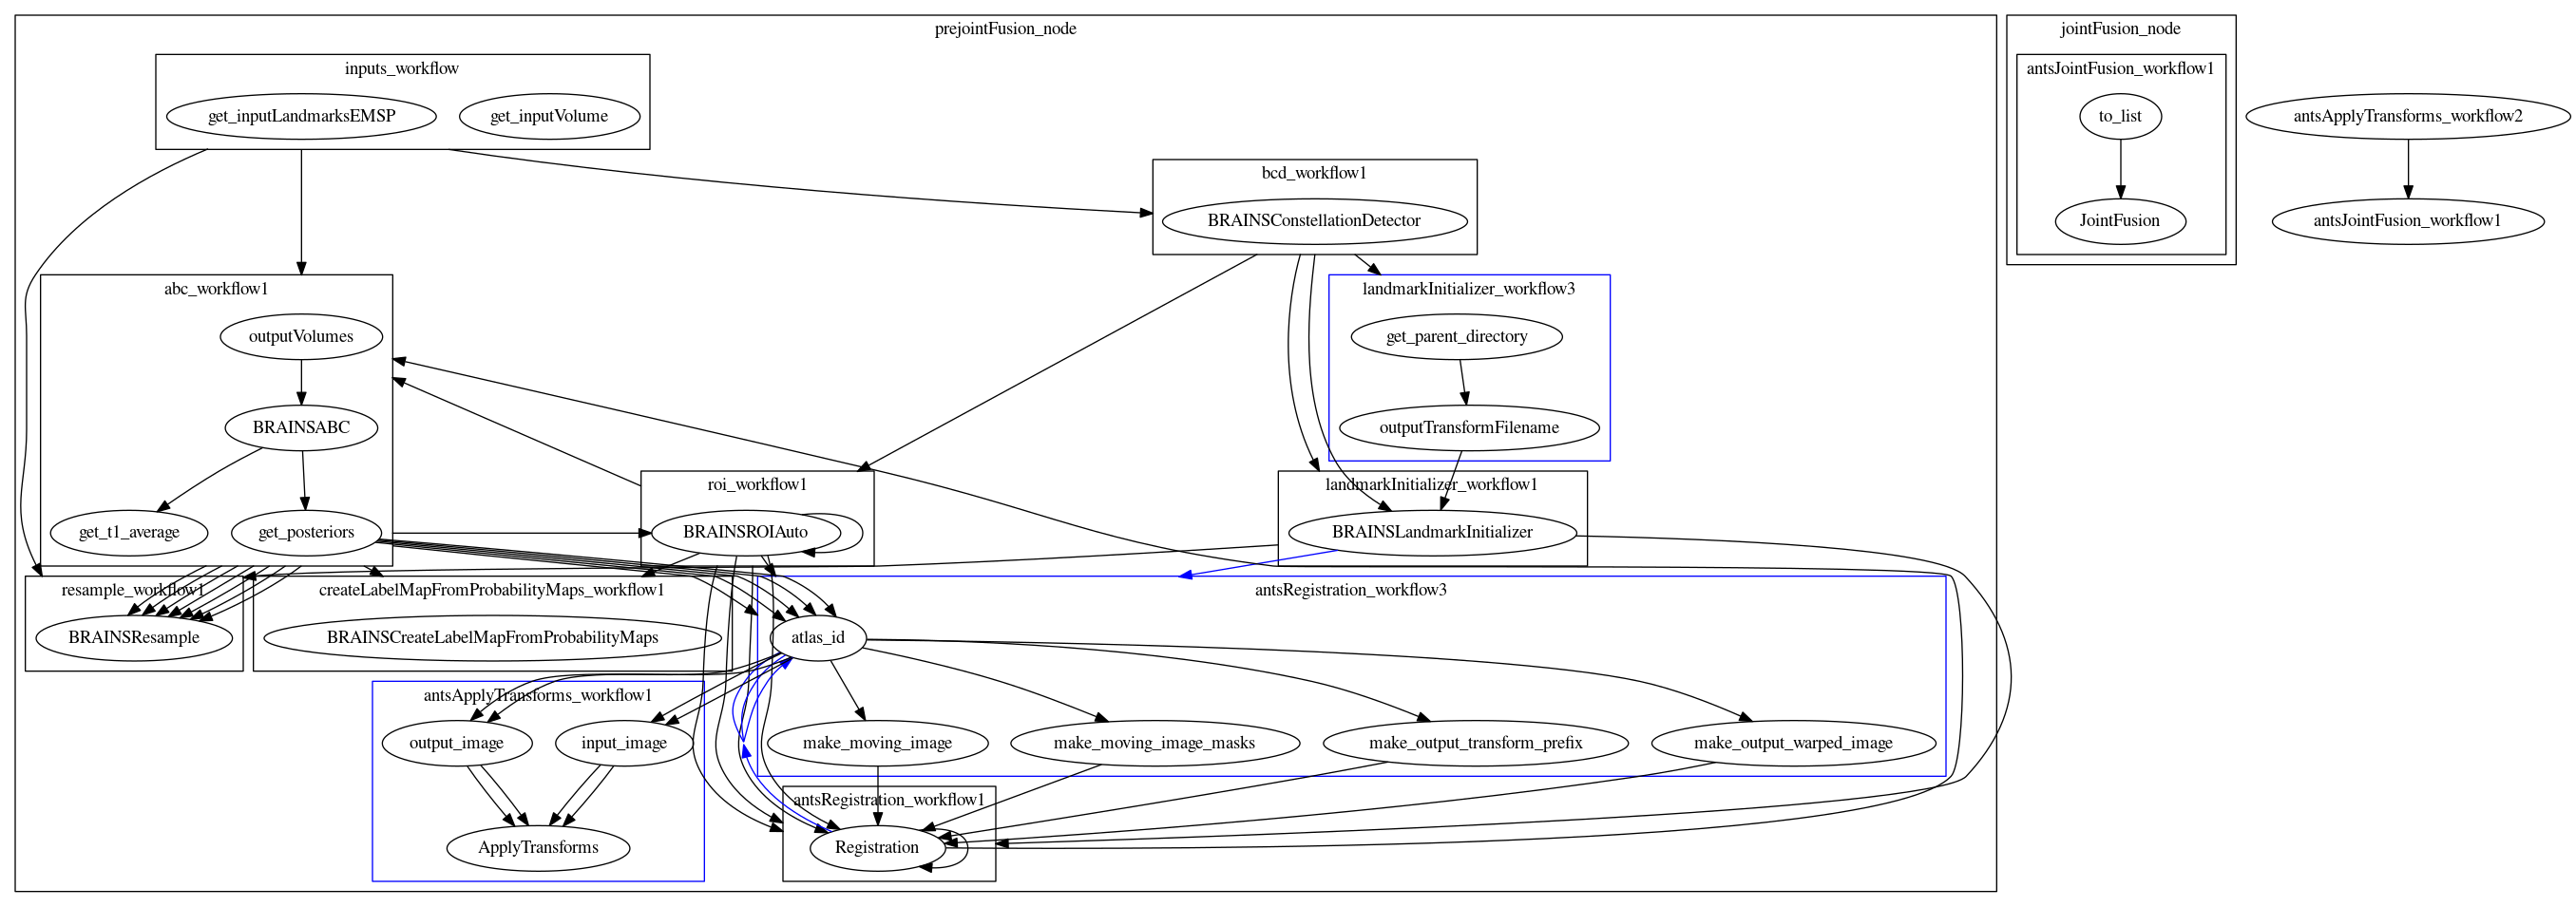 prejointFusion_node
jointFusion_node
inputs_workflow
antsJointFusion_workflow1
get_inputLandmarksEMSP
get_inputVolume
to_list
antsApplyTransforms_workflow2
bcd_workflow1
BRAINSConstellationDetector
JointFusion
antsJointFusion_workflow1
abc_workflow1
landmarkInitializer_workflow3
outputVolumes
get_parent_directory
BRAINSABC
outputTransformFilename
roi_workflow1
landmarkInitializer_workflow1
get_t1_average
get_posteriors
BRAINSROIAuto
BRAINSLandmarkInitializer
resample_workflow1
createLabelMapFromProbabilityMaps_workflow1
antsRegistration_workflow3
BRAINSResample
BRAINSCreateLabelMapFromProbabilityMaps
atlas_id
antsApplyTransforms_workflow1
output_image
input_image
make_moving_image
make_moving_image_masks
make_output_transform_prefix
make_output_warped_image
antsRegistration_workflow1
ApplyTransforms
Registration